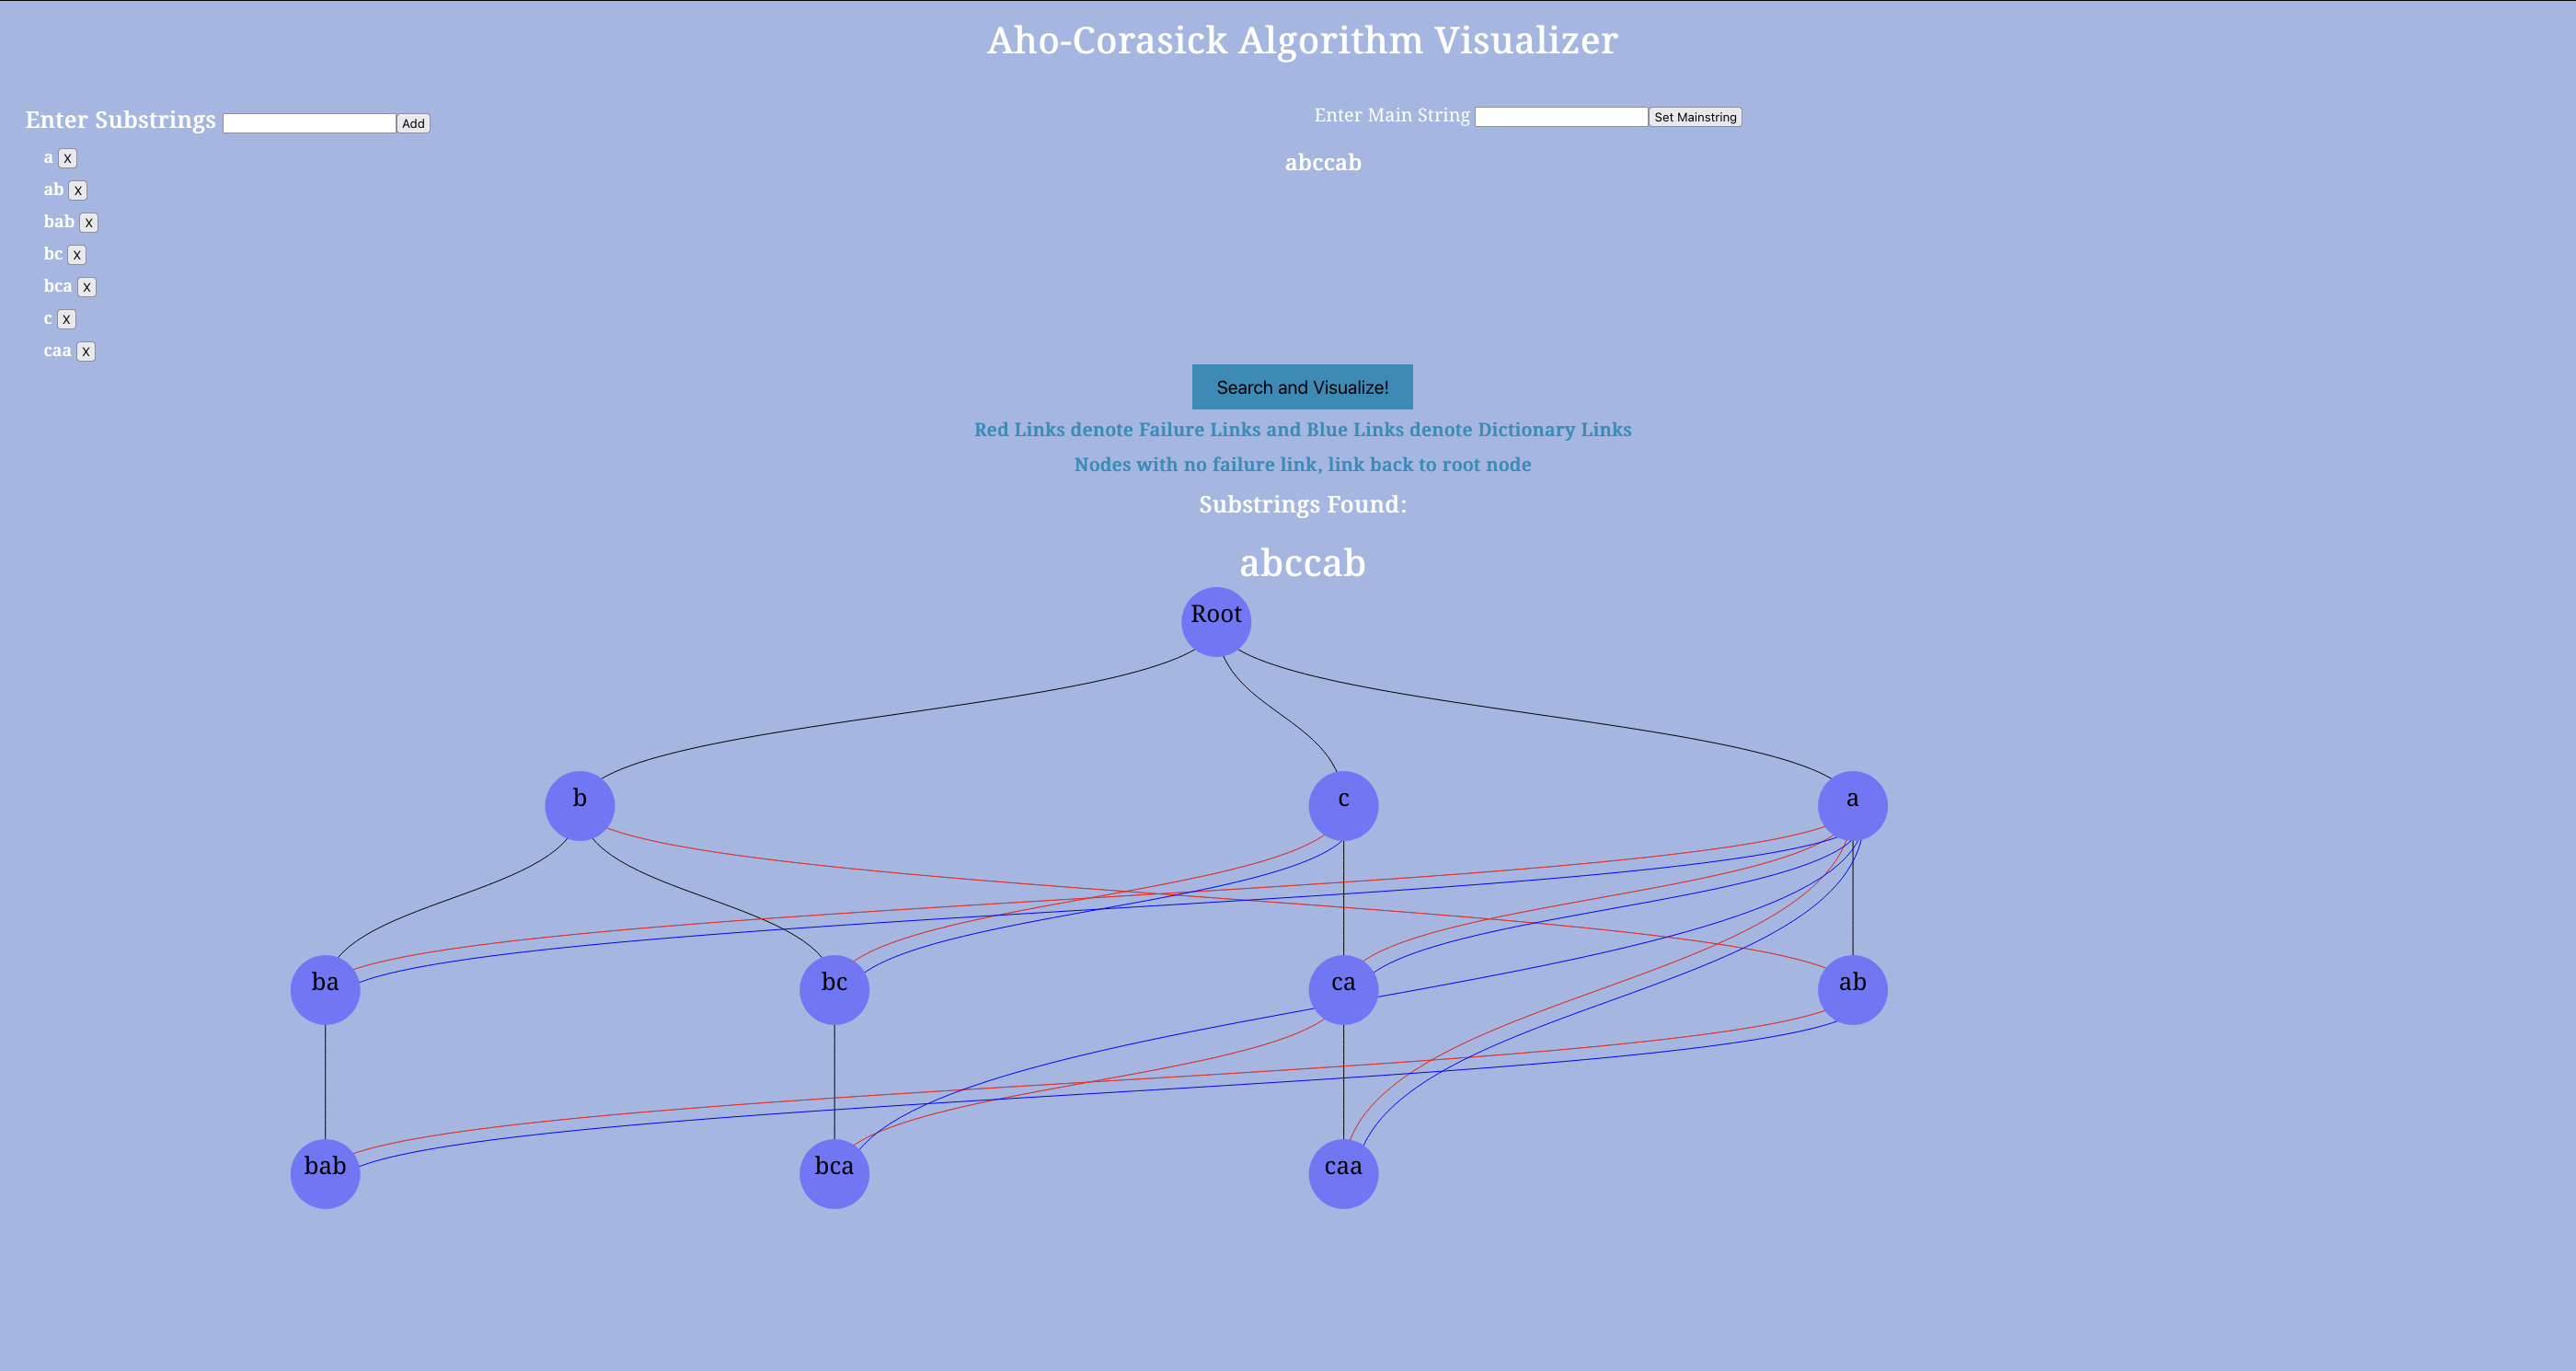 Aho-Corasick Algorithm Visualizer
Enter Substrings Add
Enter Main String Set Mainstring
a X
ab X
bab X
bc X
bca X
c X
caa X
abccab
Search and Visualize!
Red Links denote Failure Links and Blue Links denote Dictionary Links
Nodes with no failure link, link back to root node
Substrings Found:
abccab
Root
b c a
ba bc ca ab
bab bca caa